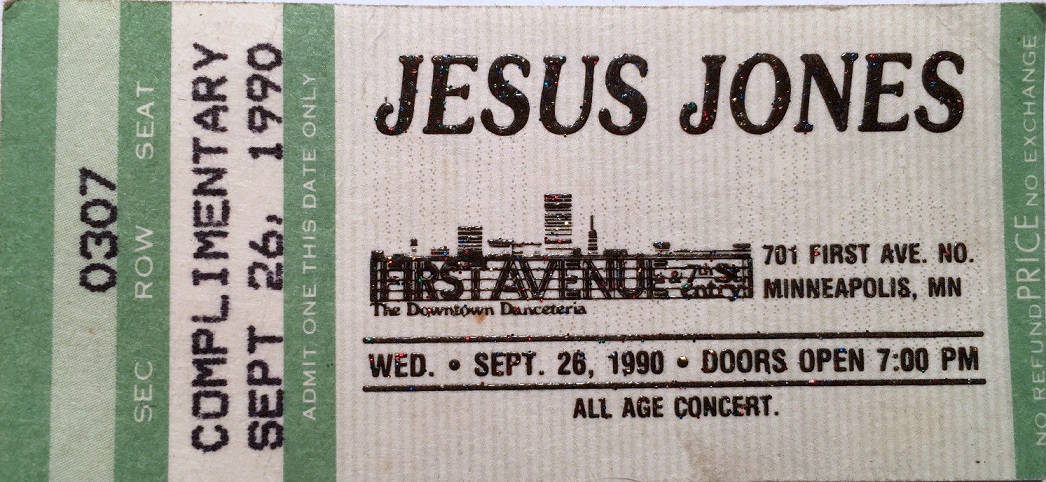 0307
SEC ROW SEAT
COMPLIMENTARY
SEPT 26, 1990
ADMIT ONE THIS DATE ONLY
JESUS JONES
FIRST AVENUE & 7th St entry
The Downtown Danceteria
701 FIRST AVE. NO.
MINNEAPOLIS, MN
WED. • SEPT. 26, 1990 • DOORS OPEN 7:00 PM
ALL AGE CONCERT.
NO REFUND PRICE NO EXCHANGE